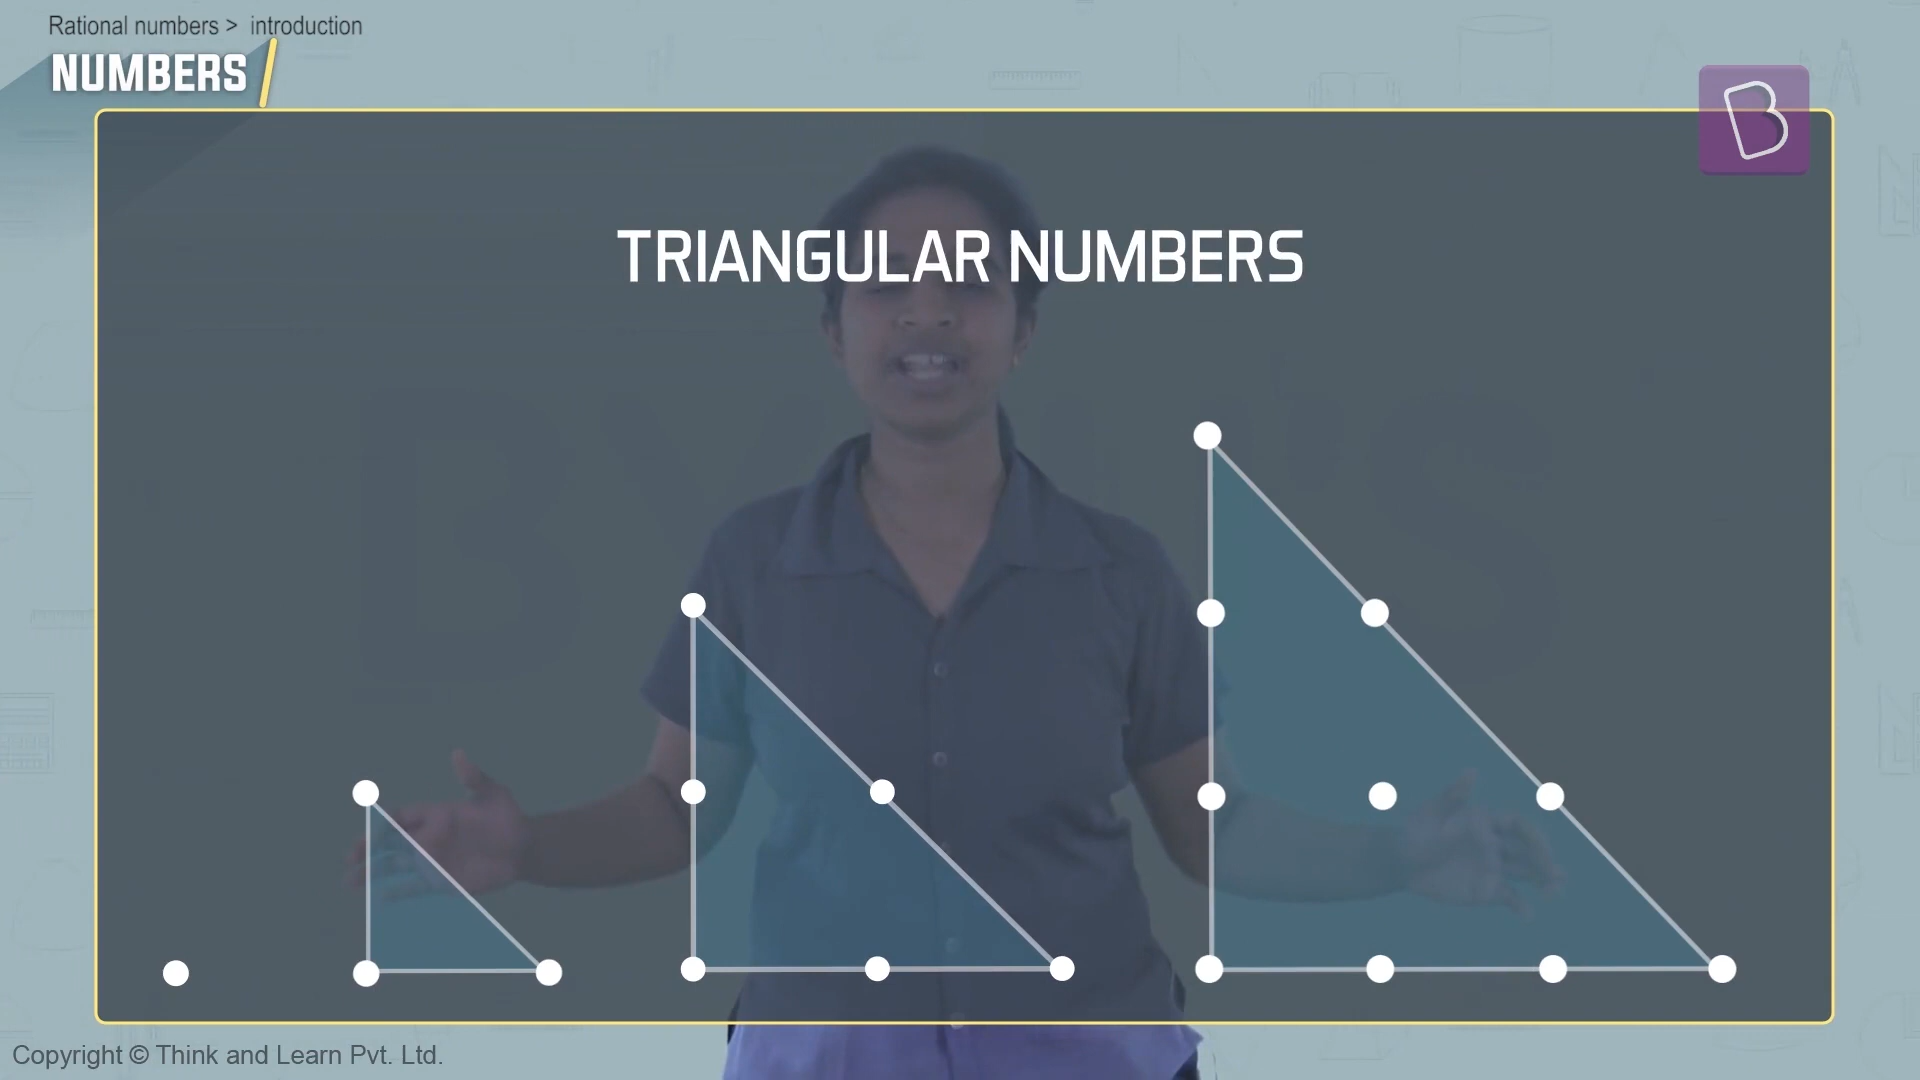 Rational numbers > introduction
NUMBERS
B
TRIANGULAR NUMBERS
Copyright © Think and Learn Pvt. Ltd.